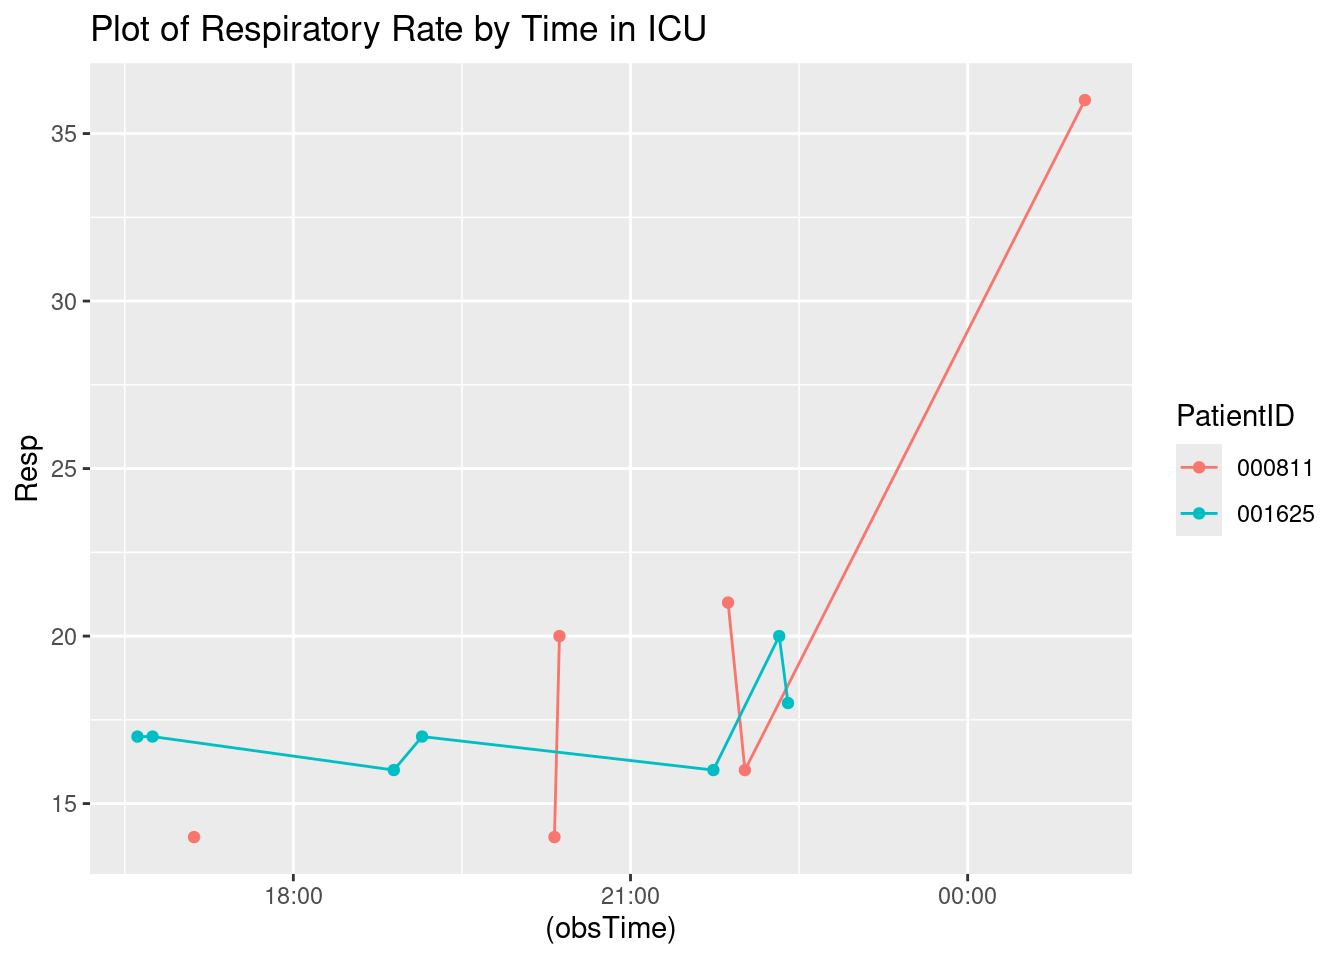 Plot of Respiratory Rate by Time in ICU
35
30
25
20
15
Resp
18:00
21:00
00:00
(obsTime)
PatientID
000811
001625